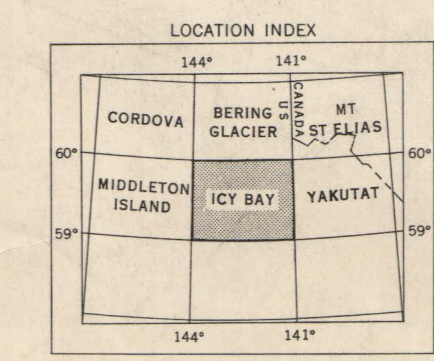 LOCATION INDEX
144° 141°
CORDOVA BERING GLACIER US CANADA MT ST ELIAS
60° 60°
MIDDLETON ISLAND ICY BAY YAKUTAT
59° 59°
144° 141°